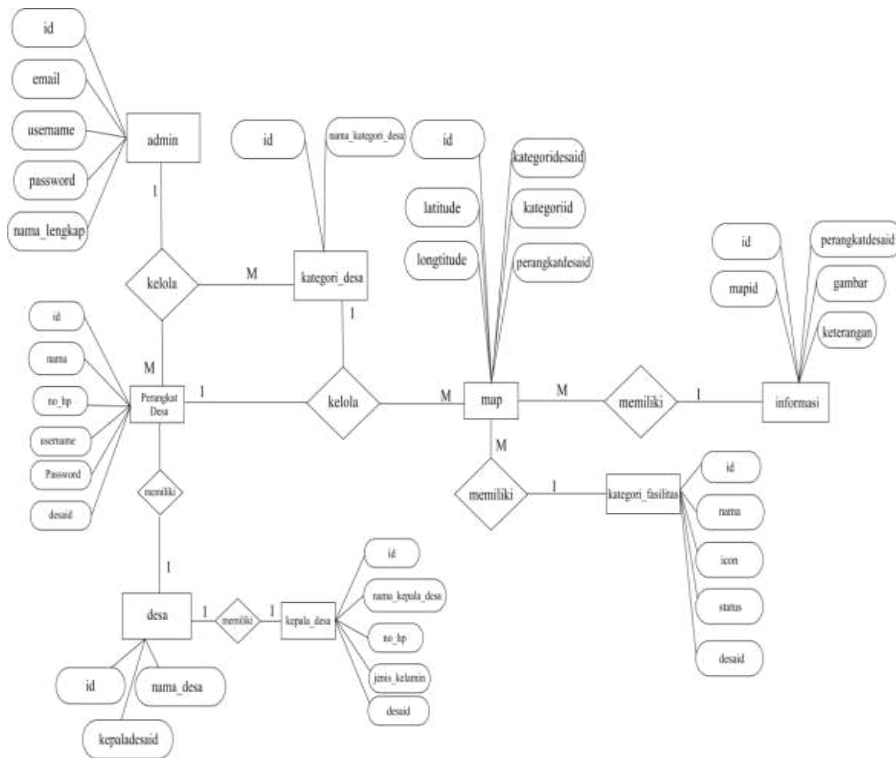 id
email
username
password
nama_lengkap
admin
1
kelola
M
M
id
nama_kategori_desa
kategori_desa
1
kelola
1
M
id
latitude
longtitude
kategoridesaid
kategoriid
perangkatdesaid
map
M
memiliki
1
informasi
id
mapid
perangkatdesaid
gambar
keterangan
M
memiliki
1
kategori_fasilitas
id
nama
icon
status
desaid
id
nama
no_hp
username
Password
desaid
Perangkat
Desa
memiliki
1
desa
id
nama_desa
kepaladesaid
1
memiliki
1
kepala_desa
id
nama_kepala_desa
no_hp
jenis_kelamin
desaid